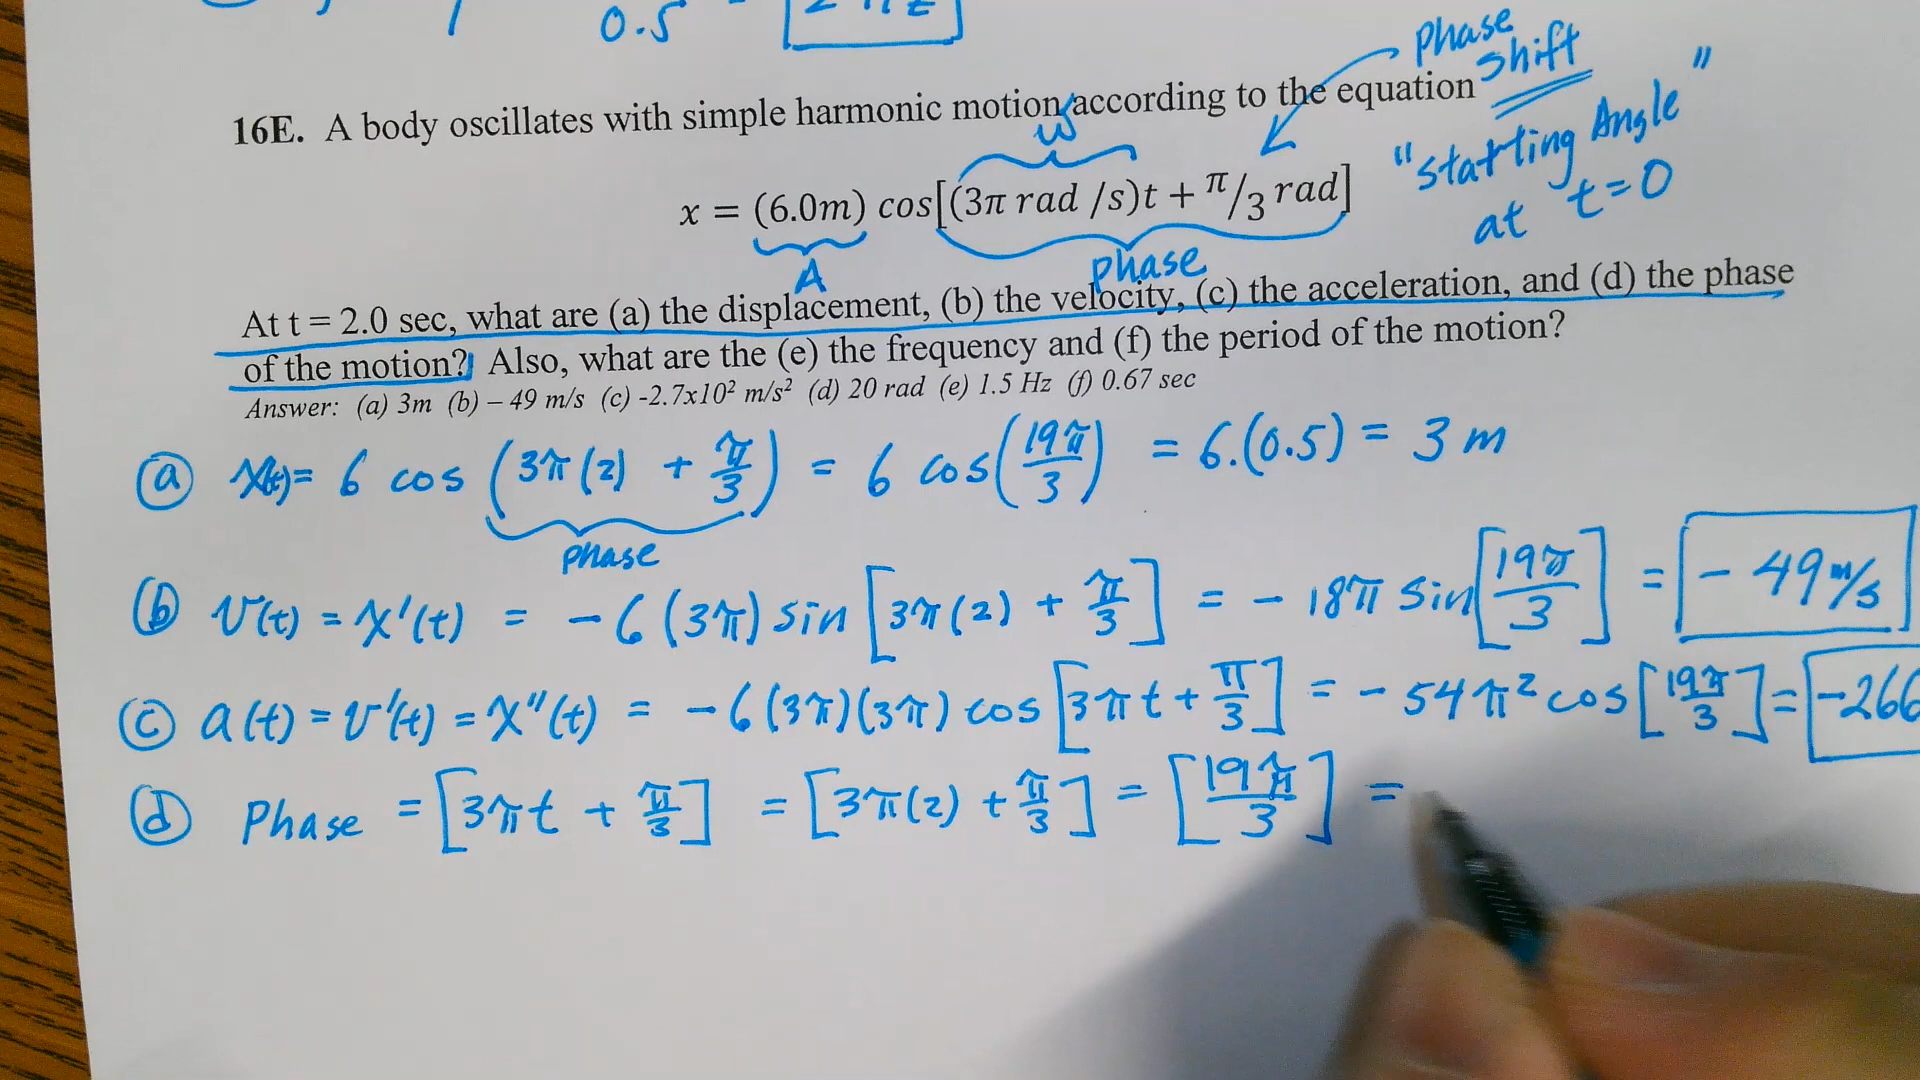 0.5
phase shift
16E. A body oscillates with simple harmonic motion according to the equation
ω
x = (6.0m) cos[(3π rad /s)t + π/3 rad]
"starting Angle"
at t=0
A
phase
At t = 2.0 sec, what are (a) the displacement, (b) the velocity, (c) the acceleration, and (d) the phase
of the motion? Also, what are the (e) the frequency and (f) the period of the motion?
Answer: (a) 3m (b) – 49 m/s (c) -2.7x10² m/s² (d) 20 rad (e) 1.5 Hz (f) 0.67 sec
(a) x(t)= 6 cos (3π(2) + π/3) = 6 cos(19π/3) = 6.(0.5) = 3 m
phase
(b) v(t) = x'(t) = -6(3π) sin [3π(2) + π/3] = - 18π sin[19π/3] = - 49 m/s
(c) a(t) = v'(t) = x"(t) = -6(3π)(3π) cos [3πt + π/3] = - 54π² cos[19π/3] = -266
(d) Phase = [3πt + π/3] = [3π(2) + π/3] = [19π/3] =